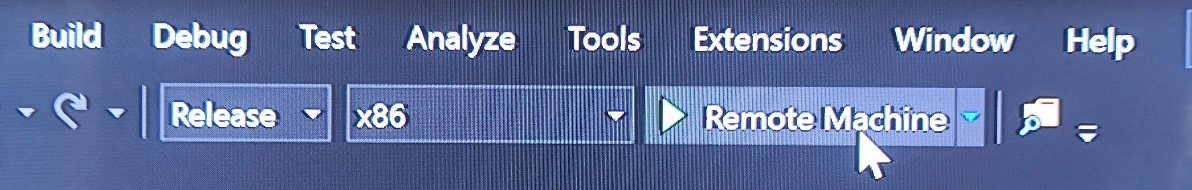 Build Debug Test Analyze Tools Extensions Window Help
Release x86 Remote Machine